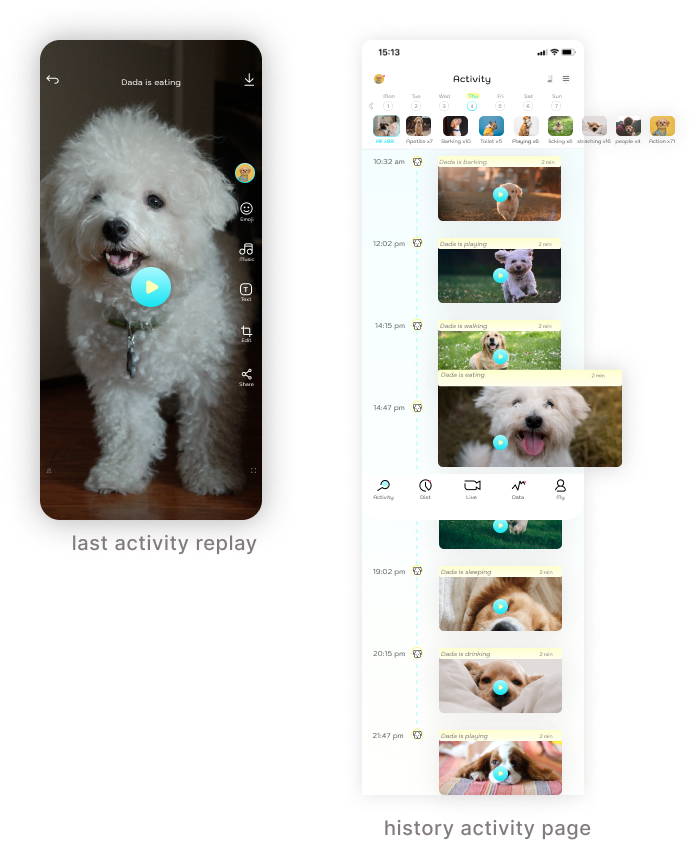 Dada is eating
Emoji
Music
Text
Edit
Share
last activity replay
15:13
Activity
Mon Tue Wed Thu Fri Sat Sun
1 2 3 4 5 6 7
Apetite x7 Barking x10 Toilet x5 Playing x6 licking x6 people x4 Action x71
10:32 am
Dada is barking 2 min
12:02 pm
Dada is playing 2 min
14:15 pm
Dada is walking 2 min
Dada is eating 2 min
14:47 pm
Activity Diet Live Data My
19:02 pm
Dada is sleeping 2 min
20:15 pm
Dada is drinking 2 min
21:47 pm
Dada is playing 2 min
history activity page